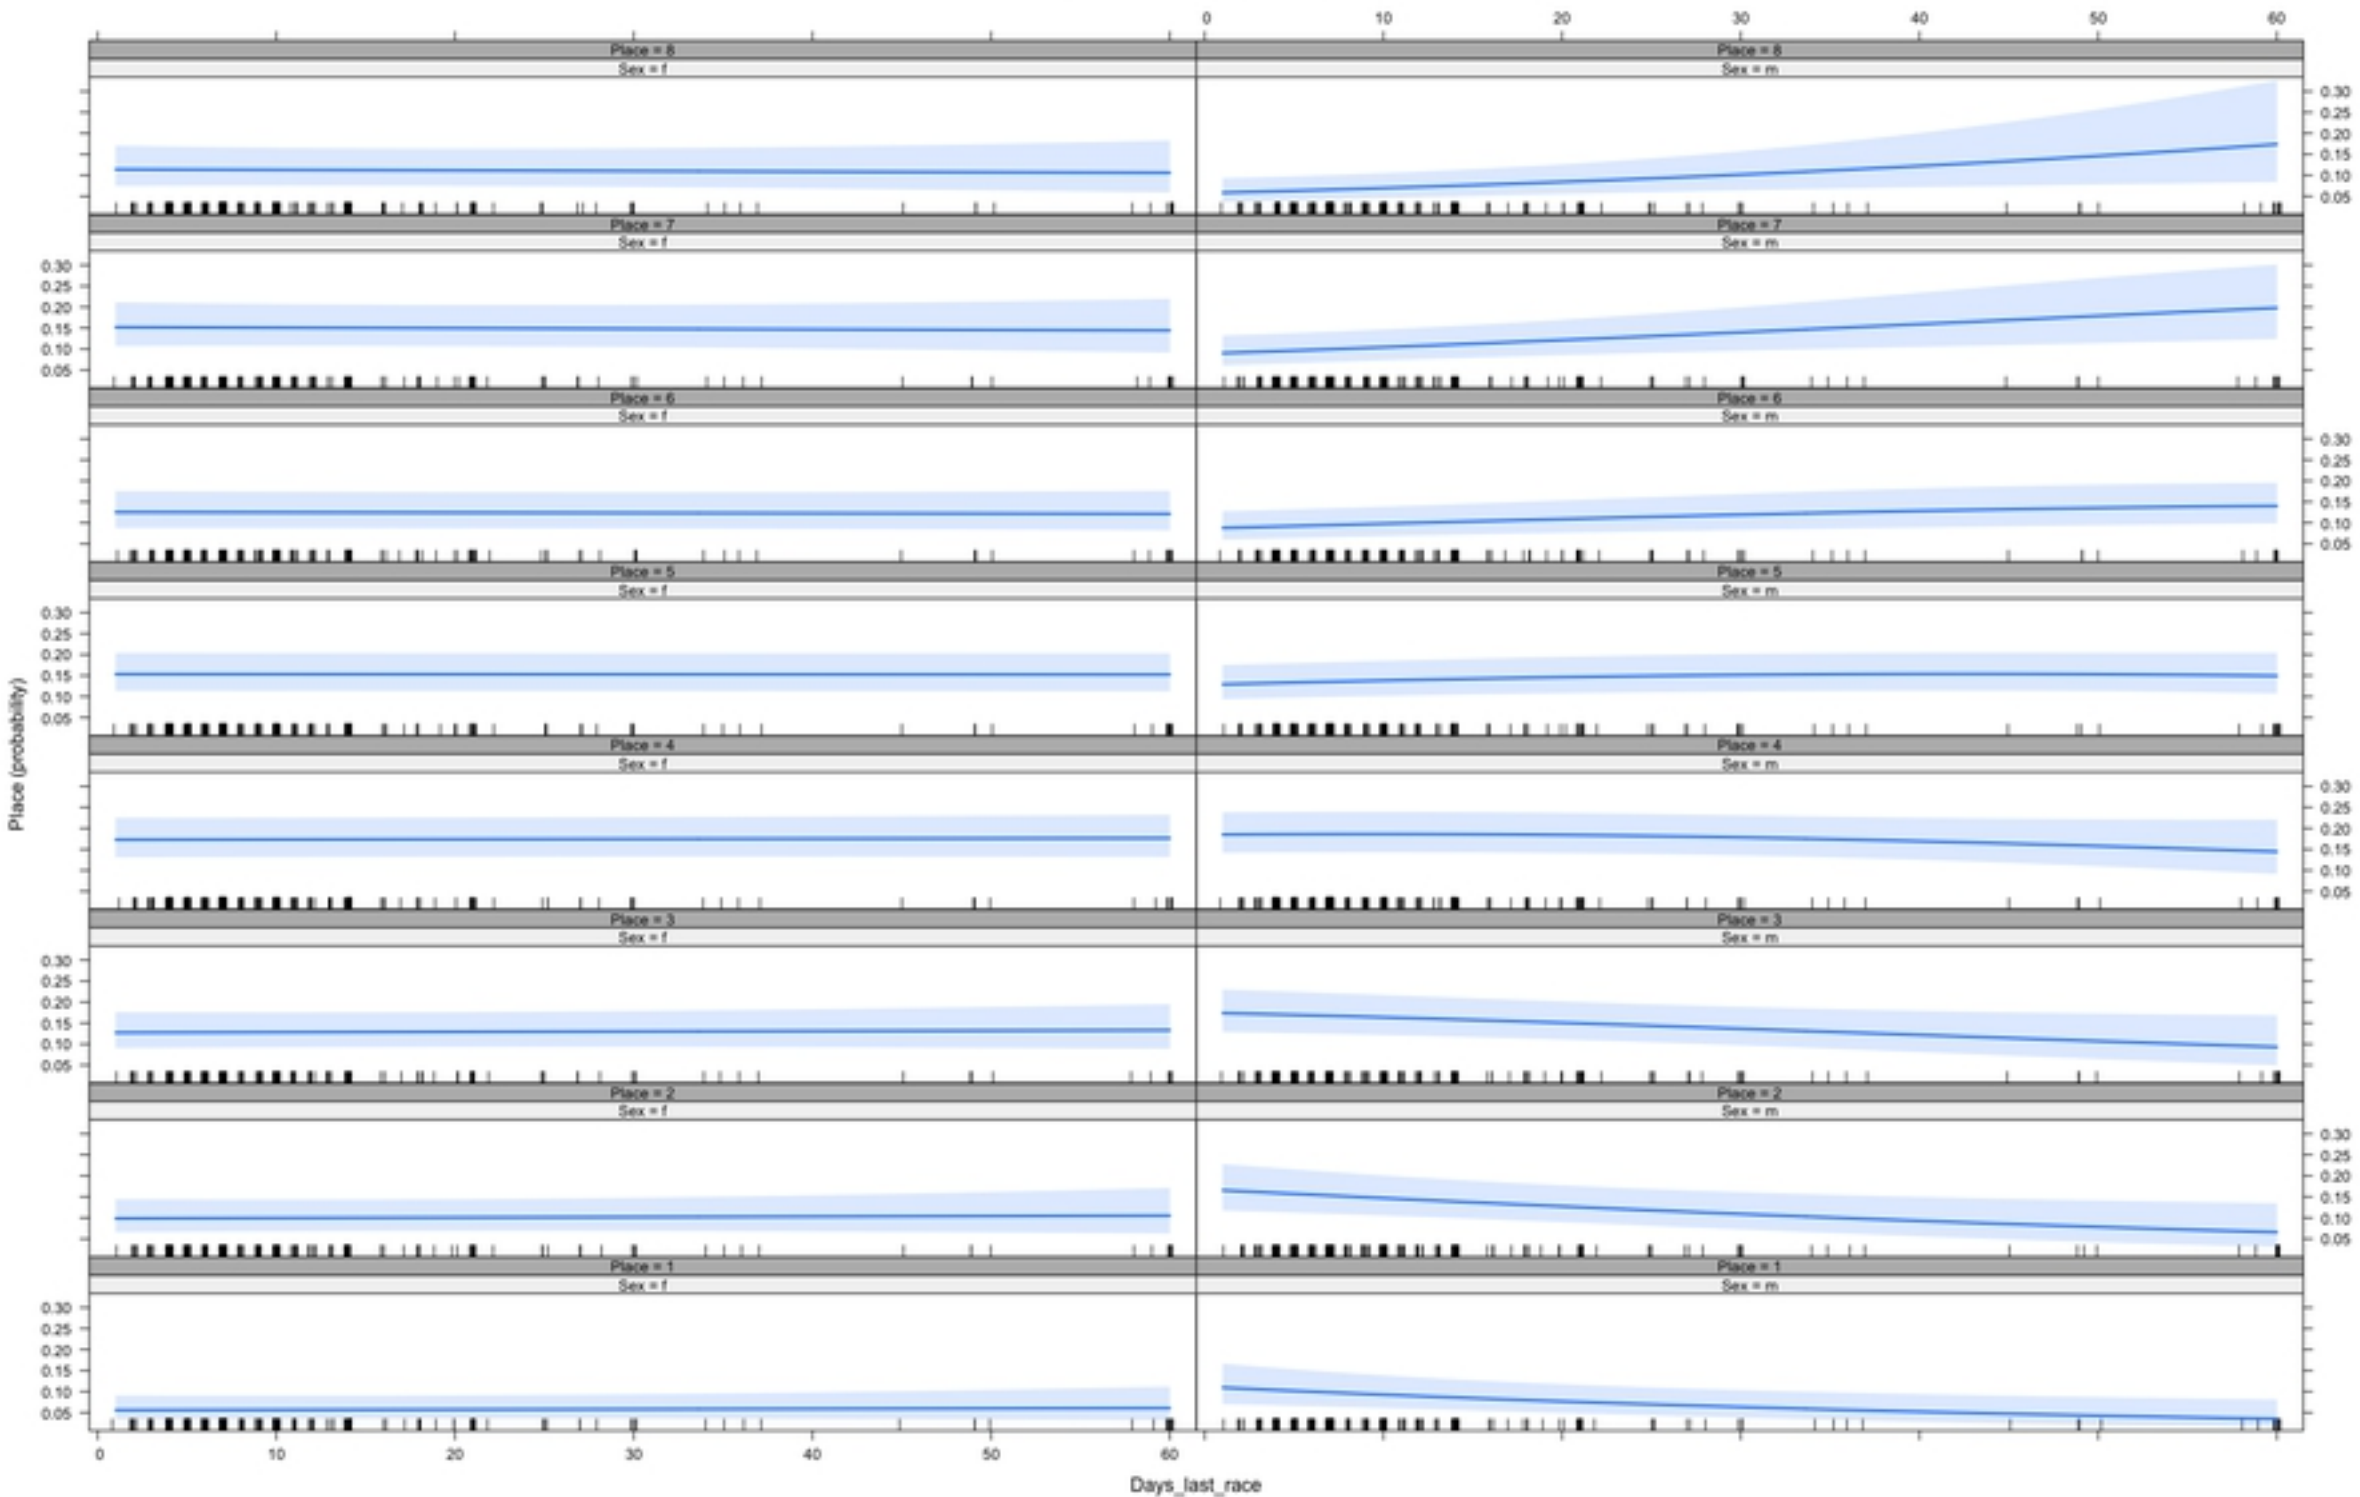 0 10 20 30 40 50 60
Place = 8 Place = 8
Sex = f Sex = m
0.30
0.25
0.20
0.15
0.10
0.05
Place = 7 Place = 7
Sex = f Sex = m
0.30
0.25
0.20
0.15
0.10
0.05
Place = 6 Place = 6
Sex = f Sex = m
0.30
0.25
0.20
0.15
0.10
0.05
Place = 5 Place = 5
Sex = f Sex = m
0.30
0.25
0.20
0.15
0.10
0.05
Place (probability)
Place = 4 Place = 4
Sex = f Sex = m
0.30
0.25
0.20
0.15
0.10
0.05
Place = 3 Place = 3
Sex = f Sex = m
0.30
0.25
0.20
0.15
0.10
0.05
Place = 2 Place = 2
Sex = f Sex = m
0.30
0.25
0.20
0.15
0.10
0.05
Place = 1 Place = 1
Sex = f Sex = m
0.30
0.25
0.20
0.15
0.10
0.05
0 10 20 30 40 50 60
Days_last_race